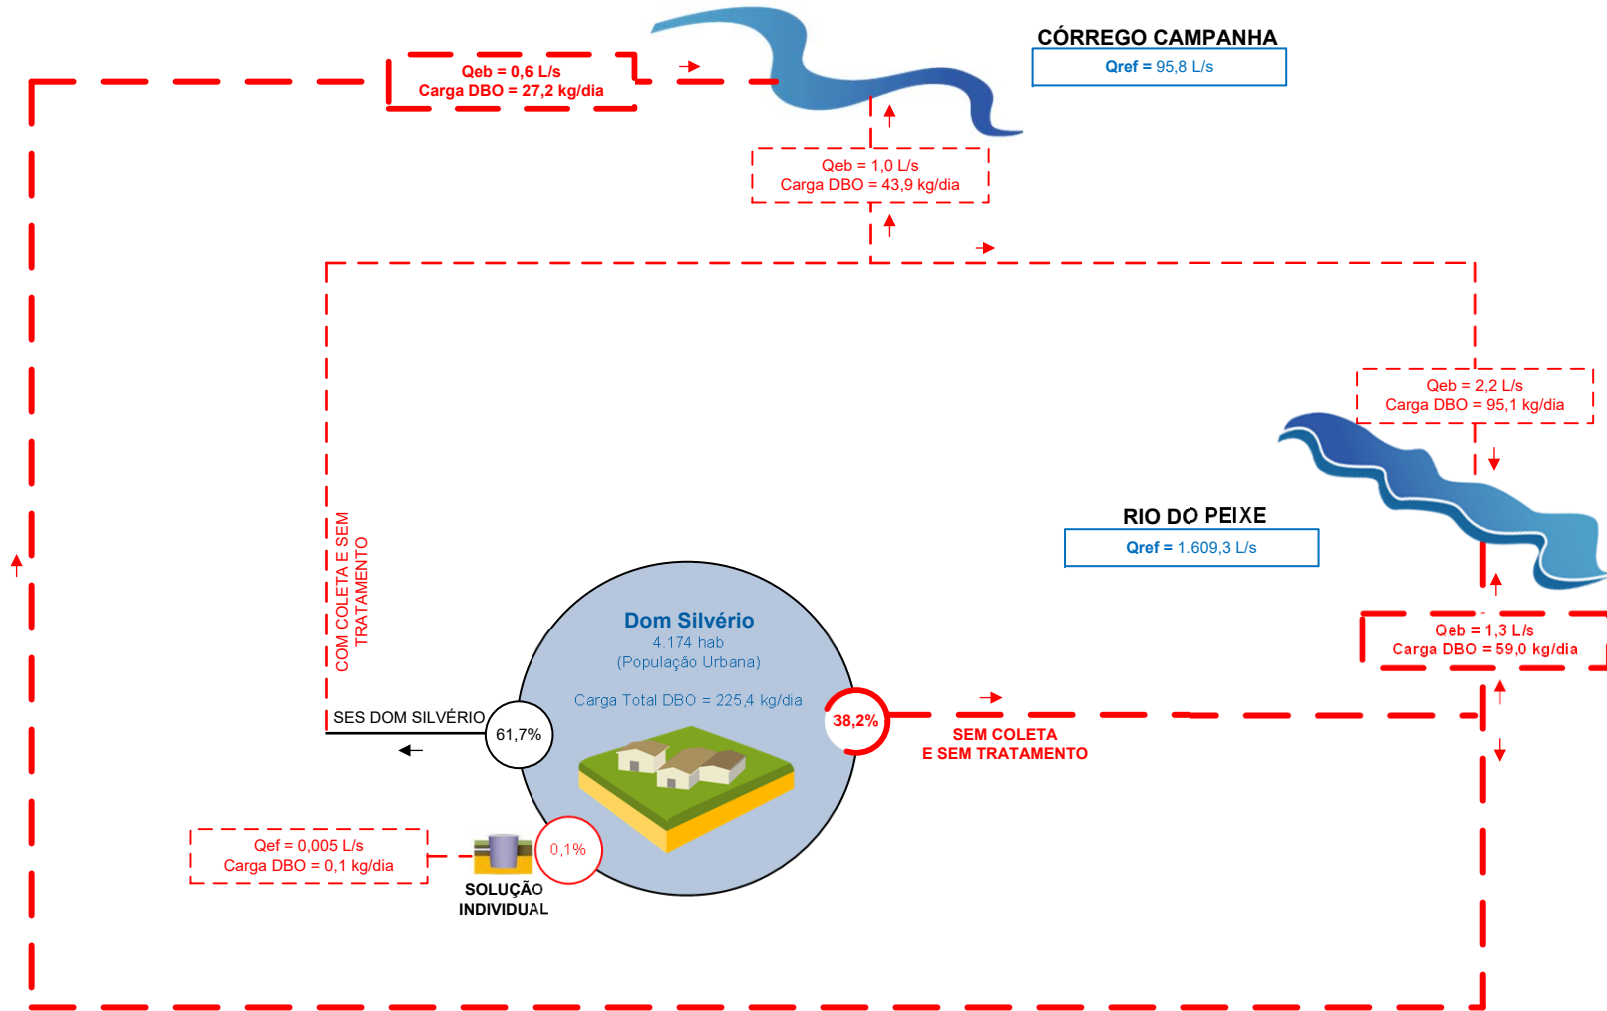 CÓRREGO CAMPANHA
Qref = 95,8 L/s
Qeb = 0,6 L/s
Carga DBO = 27,2 kg/dia
Qeb = 1,0 L/s
Carga DBO = 43,9 kg/dia
Qeb = 2,2 L/s
Carga DBO = 95,1 kg/dia
RIO DO PEIXE
Qref = 1.609,3 L/s
COM COLETA E SEM
TRATAMENTO
Dom Silvério
4.174 hab
(População Urbana)
Carga Total DBO = 225,4 kg/dia
Qeb = 1,3 L/s
Carga DBO = 59,0 kg/dia
SES DOM SILVÉRIO
61,7%
38,2%
SEM COLETA
E SEM TRATAMENTO
Qef = 0,005 L/s
Carga DBO = 0,1 kg/dia
0,1%
SOLUÇÃO
INDIVIDUAL